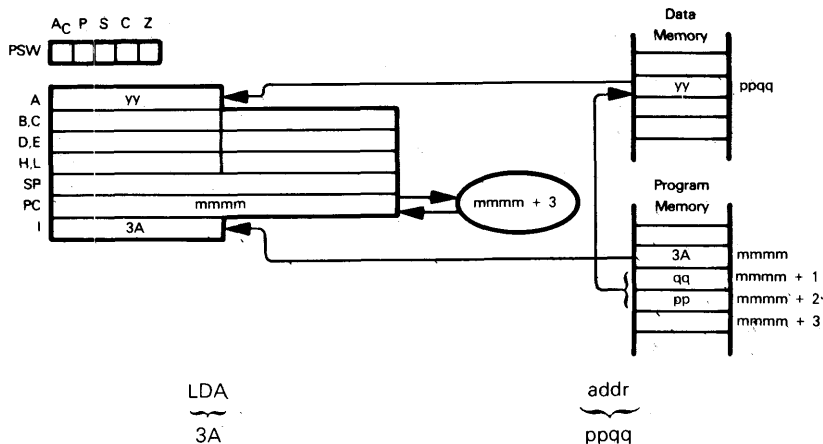 A_C P S C Z
PSW
Data
Memory
A yy
yy ppqq
B,C
D,E
H,L
SP
PC mmmm
mmmm + 3
I 3A
Program
Memory
3A mmmm
qq mmmm + 1
pp mmmm + 2
mmmm + 3
LDA addr
3A ppqq